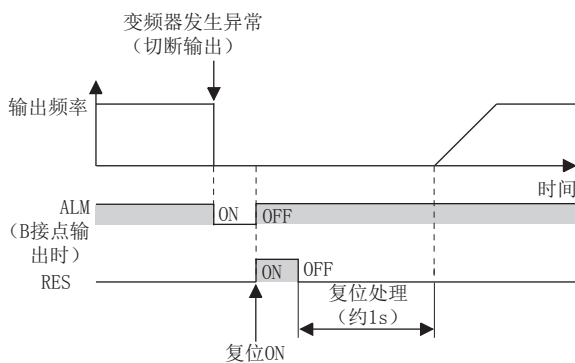 变频器发生异常
（切断输出）
输出频率
时间
ALM
（B接点输
出时）
ON
OFF
RES
ON
OFF
复位处理
（约1s）
复位ON